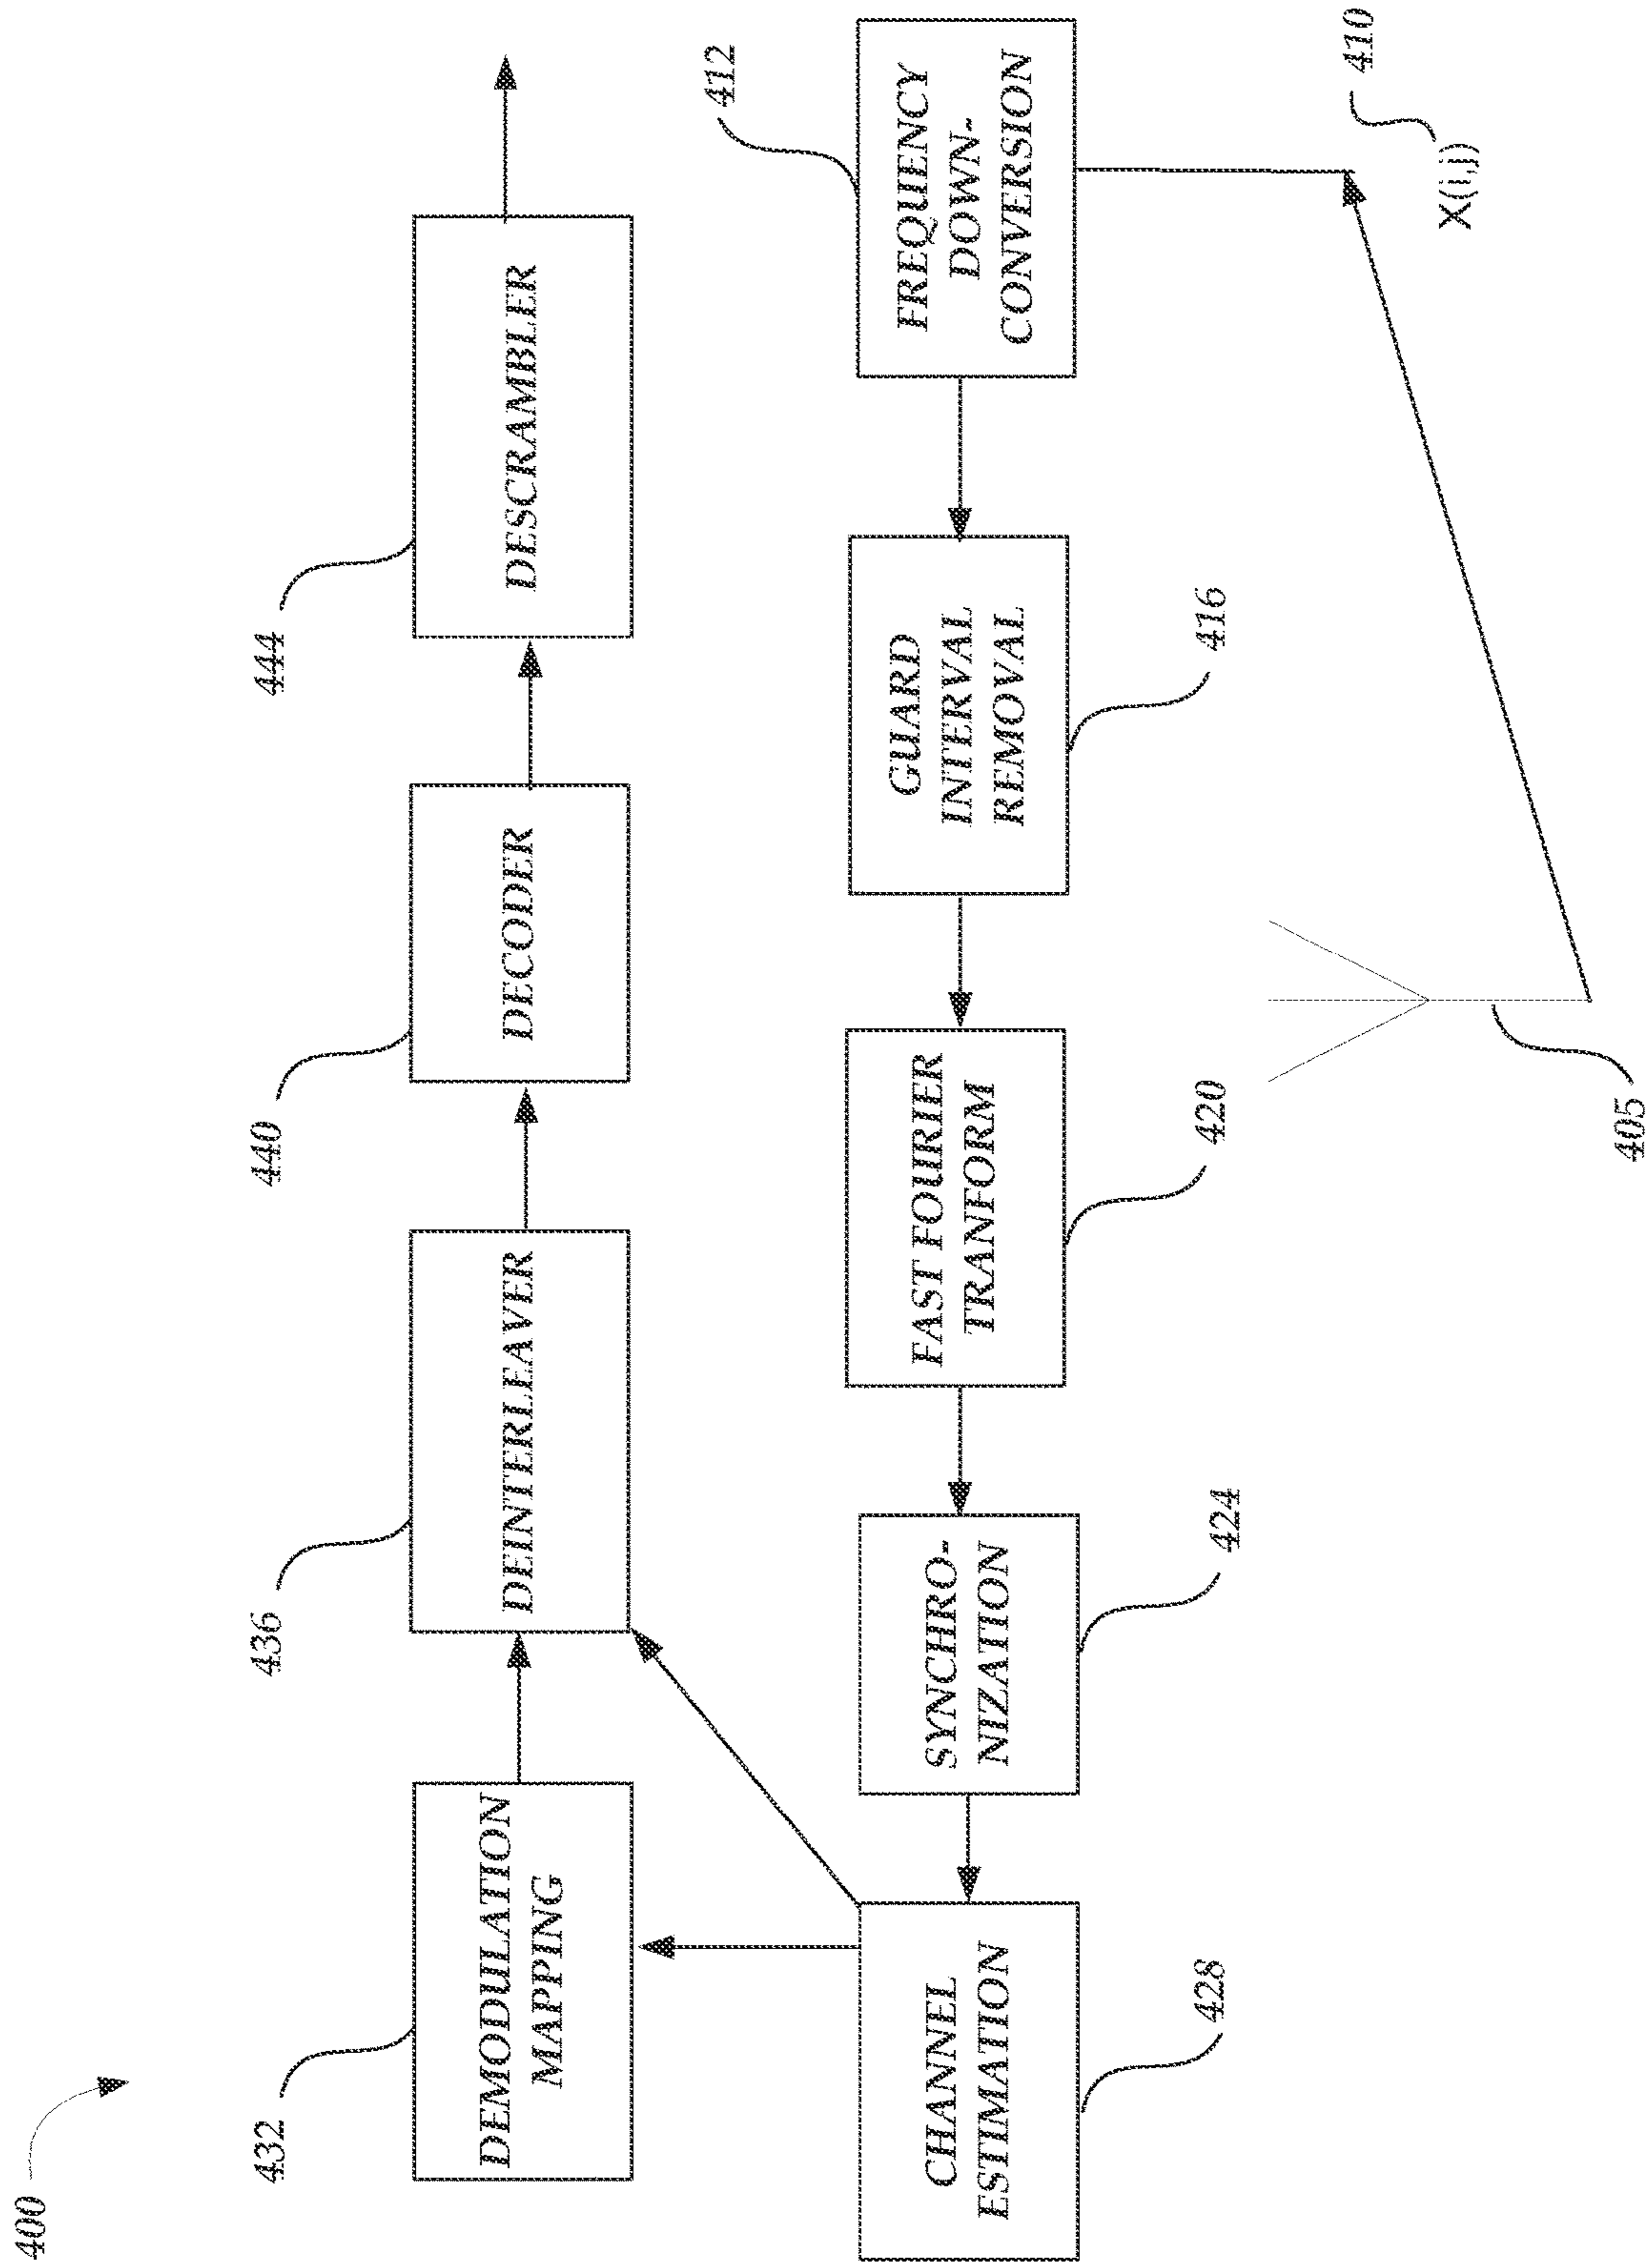 400
432
436
440
444
DEMODULATION
MAPPING
DEINTERLEAVER
DECODER
DESCRAMBLER
412
CHANNEL
ESTIMATION
SYNCHRO-
NIZATION
FAST FOURIER
TRANFORM
GUARD
INTERVAL
REMOVAL
FREQUENCY
DOWN-
CONVERSION
428
424
420
416
410
X(i,j)
405